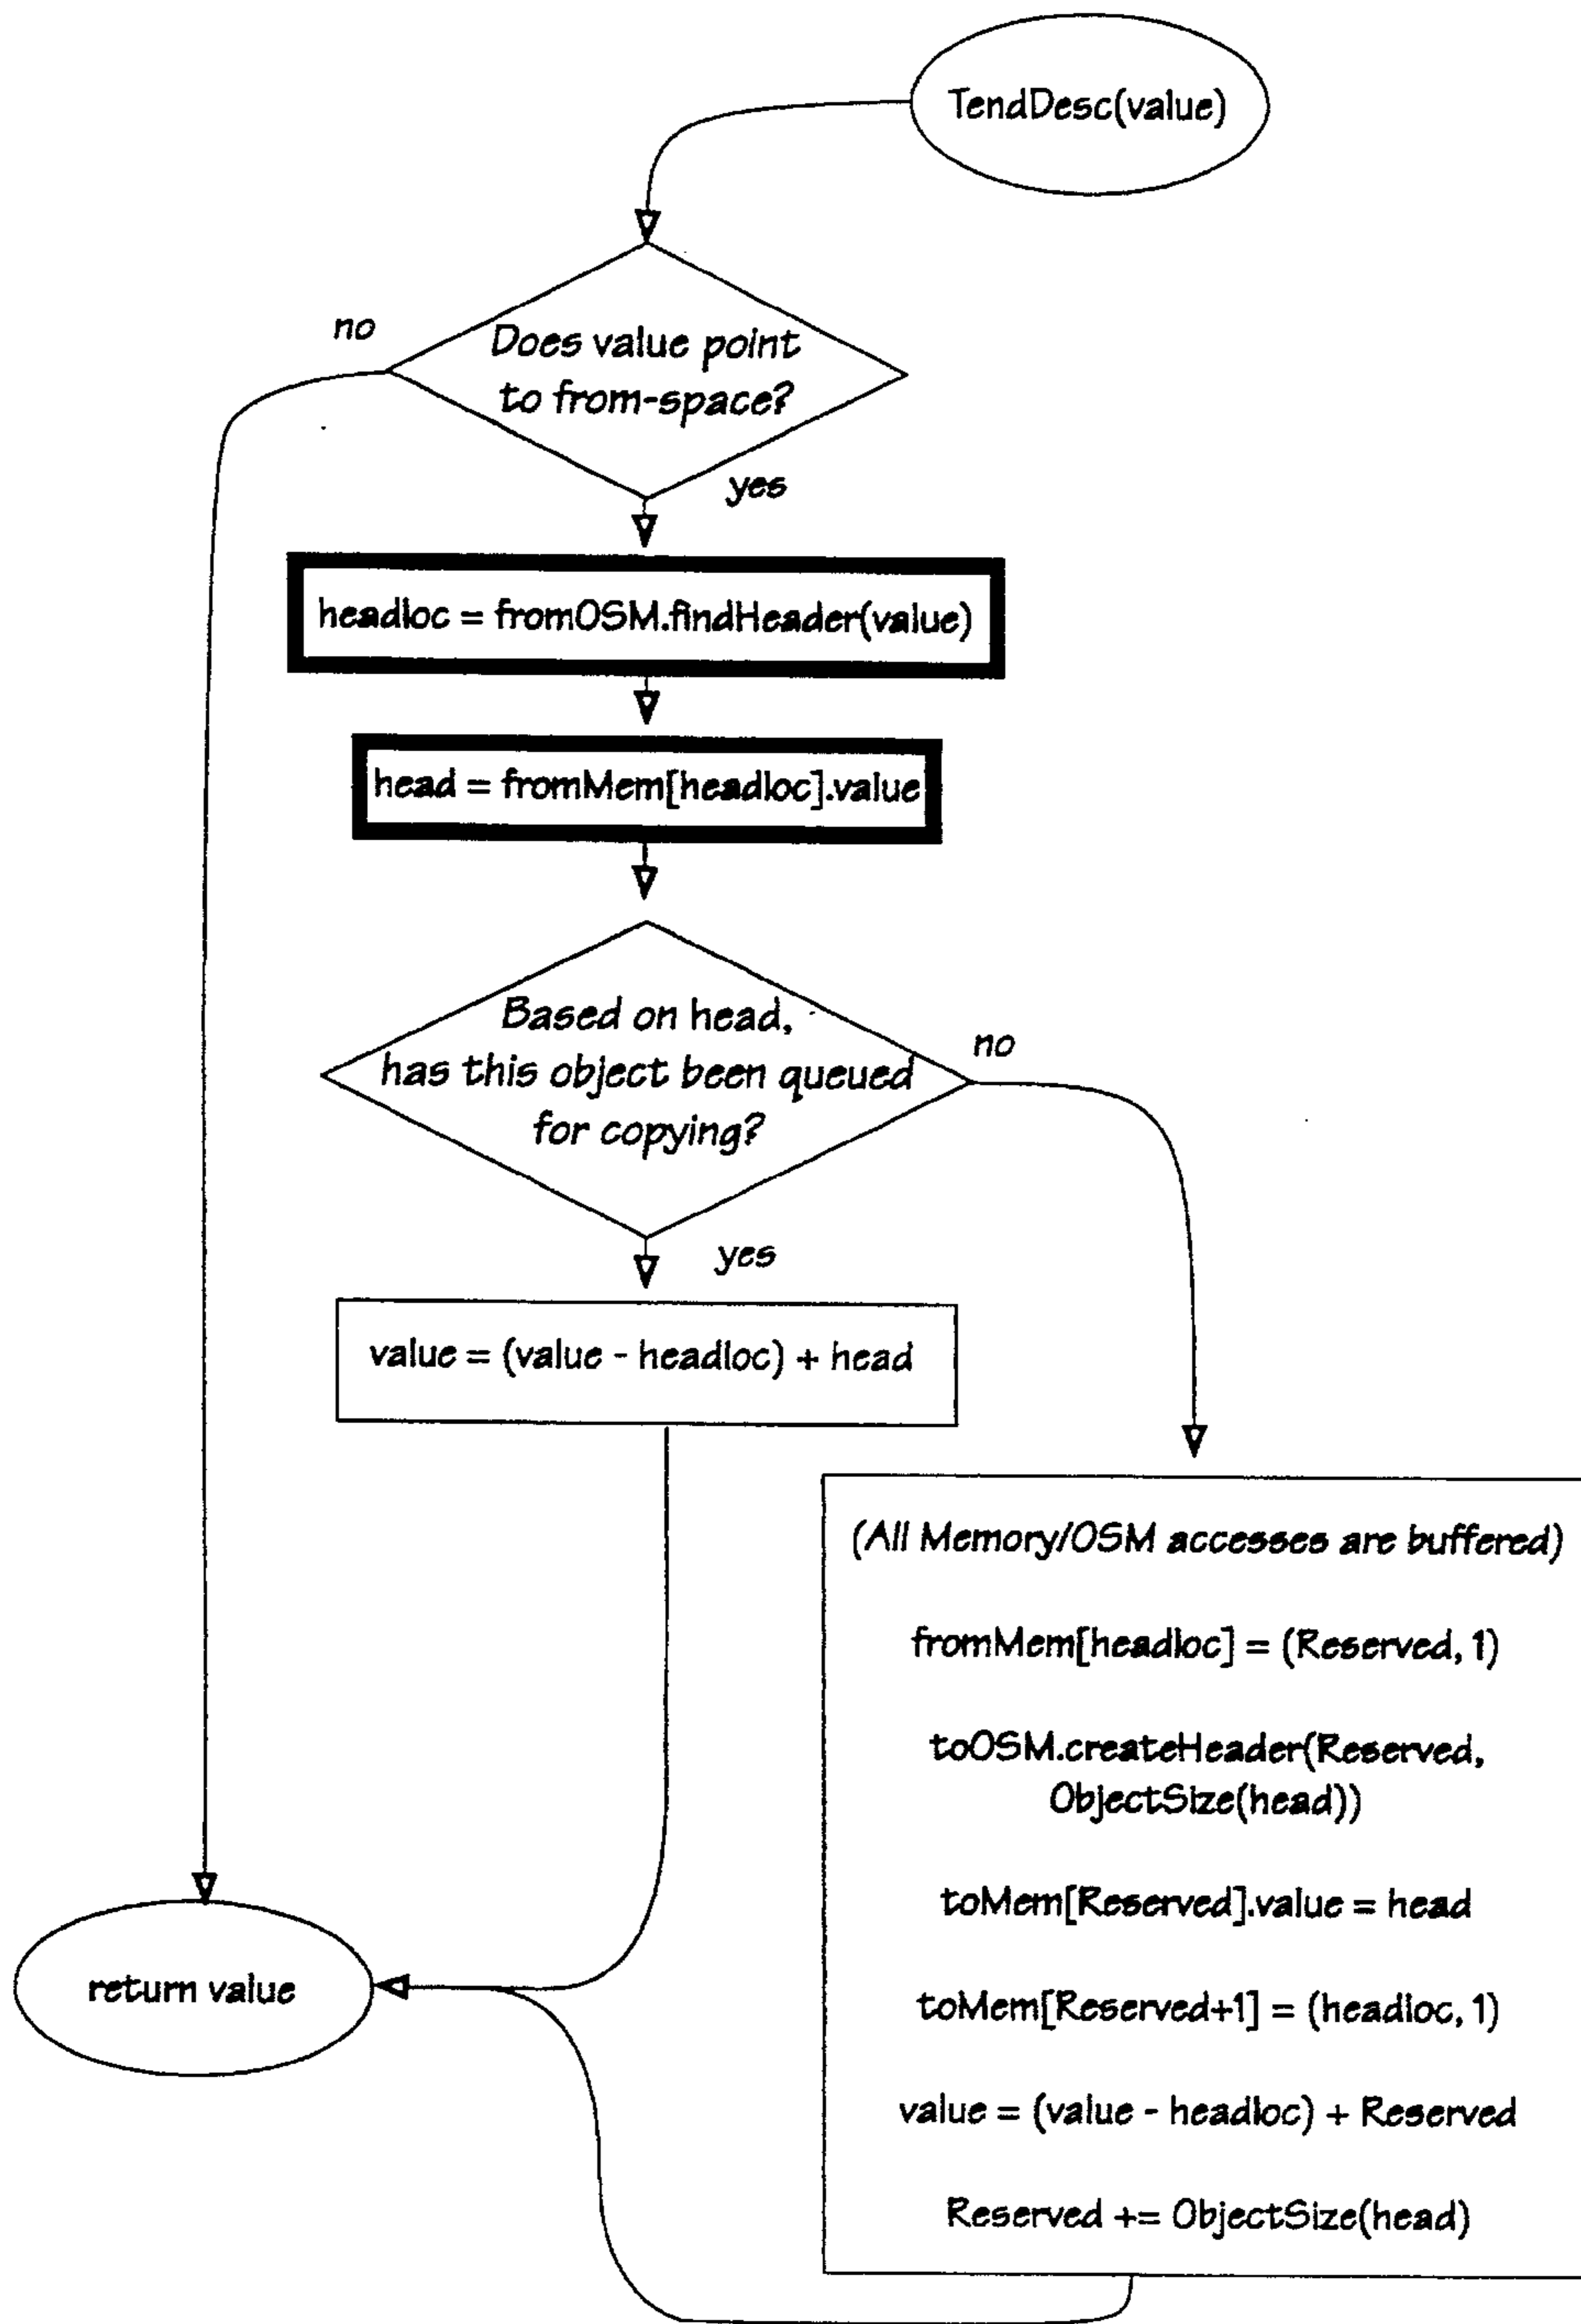 TendDesc(value)
no
Does value point
to from-space?
yes
headloc = fromOSM.findHeader(value)
head = fromMem[headloc].value
Based on head,
has this object been queued
for copying?
no
yes
value = (value - headloc) + head
(All Memory/OSM accesses are buffered)
fromMem[headloc] = (Reserved, 1)
toOSM.createHeader(Reserved,
ObjectSize(head))
toMem[Reserved].value = head
toMem[Reserved+1] = (headloc, 1)
value = (value - headloc) + Reserved
Reserved += ObjectSize(head)
return value